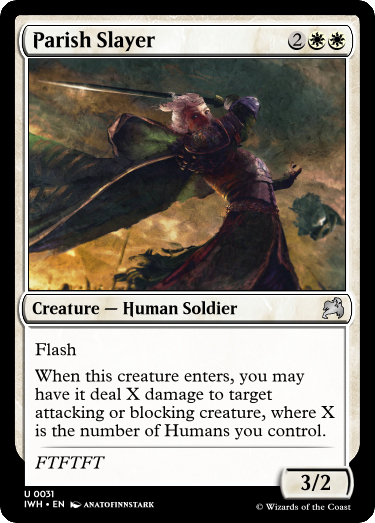 Parish Slayer 2
Creature — Human Soldier
Flash
When this creature enters, you may
have it deal X damage to target
attacking or blocking creature, where X
is the number of Humans you control.
FTFTFT
3/2
U 0031
IWH • EN ANATOFINNSTARK
© Wizards of the Coast